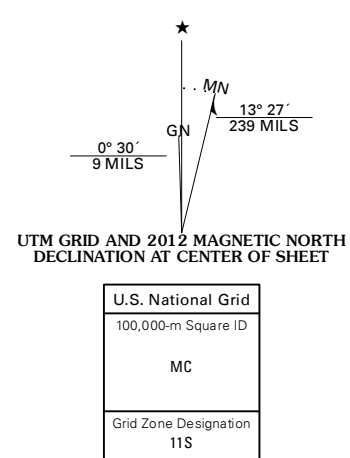 ★
MN
GN
13° 27´
239 MILS
0° 30´
9 MILS
UTM GRID AND 2012 MAGNETIC NORTH
DECLINATION AT CENTER OF SHEET
U.S. National Grid
100,000-m Square ID
MC
Grid Zone Designation
11S